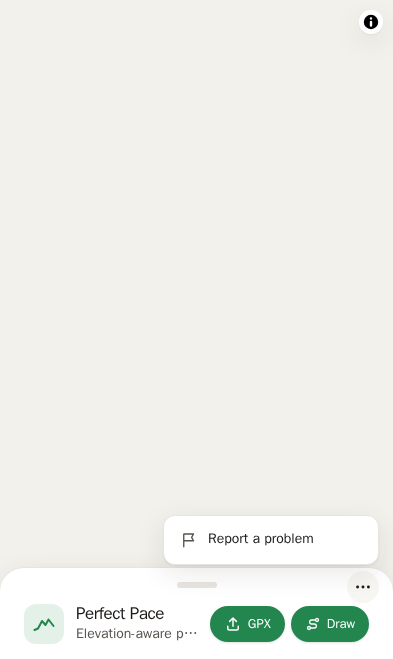 Report a problem
Perfect Pace
Elevation-aware p···
GPX
Draw